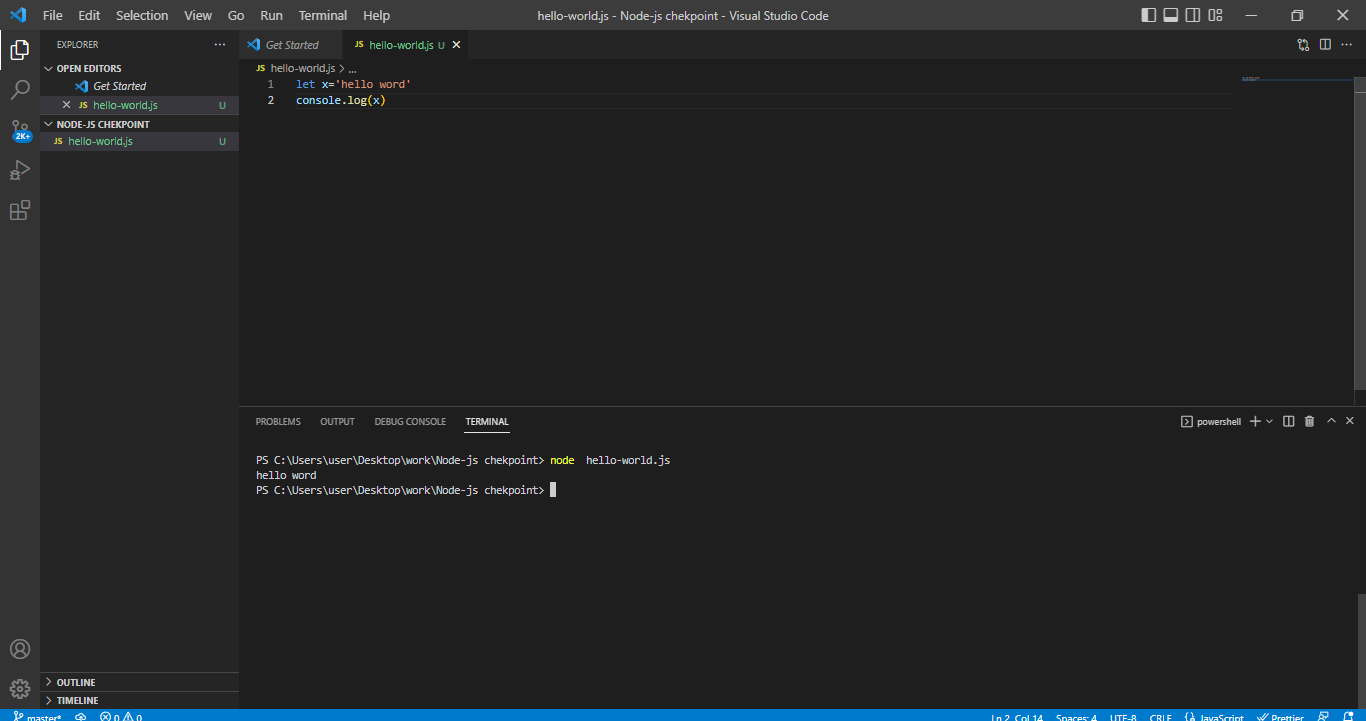 File Edit Selection View Go Run Terminal Help
hello-world.js - Node-js chekpoint - Visual Studio Code
EXPLORER
OPEN EDITORS
Get Started
JS hello-world.js U
2K+
NODE-JS CHEKPOINT
JS hello-world.js U
OUTLINE
TIMELINE
Get Started JS hello-world.js U
JS hello-world.js > ...
1 let x='hello word'
2 console.log(x)
PROBLEMS OUTPUT DEBUG CONSOLE TERMINAL
powershell
PS C:\Users\user\Desktop\work\Node-js chekpoint> node  hello-world.js
hello word
PS C:\Users\user\Desktop\work\Node-js chekpoint>
master* 0 0 Ln 2, Col 14 Spaces: 4 UTF-8 CRLF {} JavaScript Prettier